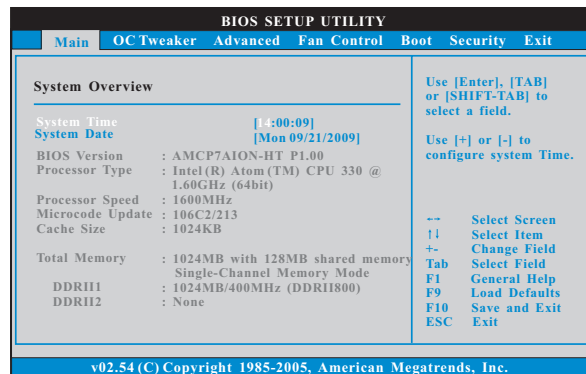 BIOS SETUP UTILITY
Main OC Tweaker Advanced Fan Control Boot Security Exit
System Overview
System Time [14:00:09]
System Date [Mon 09/21/2009]
BIOS Version : AMCP7AION-HT P1.00
Processor Type : Intel (R) Atom (TM) CPU 330 @
1.60GHz (64bit)
Processor Speed : 1600MHz
Microcode Update : 106C2/213
Cache Size : 1024KB
Total Memory : 1024MB with 128MB shared memory
Single-Channel Memory Mode
DDRII1 : 1024MB/400MHz (DDRII800)
DDRII2 : None
Use [Enter], [TAB]
or [SHIFT-TAB] to
select a field.
Use [+] or [-] to
configure system Time.
←→ Select Screen
↑↓ Select Item
+- Change Field
Tab Select Field
F1 General Help
F9 Load Defaults
F10 Save and Exit
ESC Exit
v02.54 (C) Copyright 1985-2005, American Megatrends, Inc.